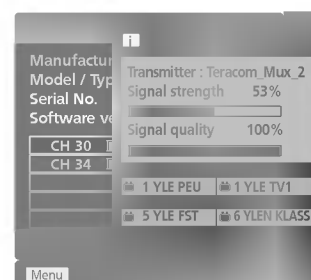 i
Manufactur
Model / Typ
Serial No.
Software ve
CH 30
CH 34
Transmitter : Teracom_Mux_2
Signal strength 53%
Signal quality 100%
1 YLE PEU 1 YLE TV1
5 YLE FST 6 YLEN KLASS
Menu